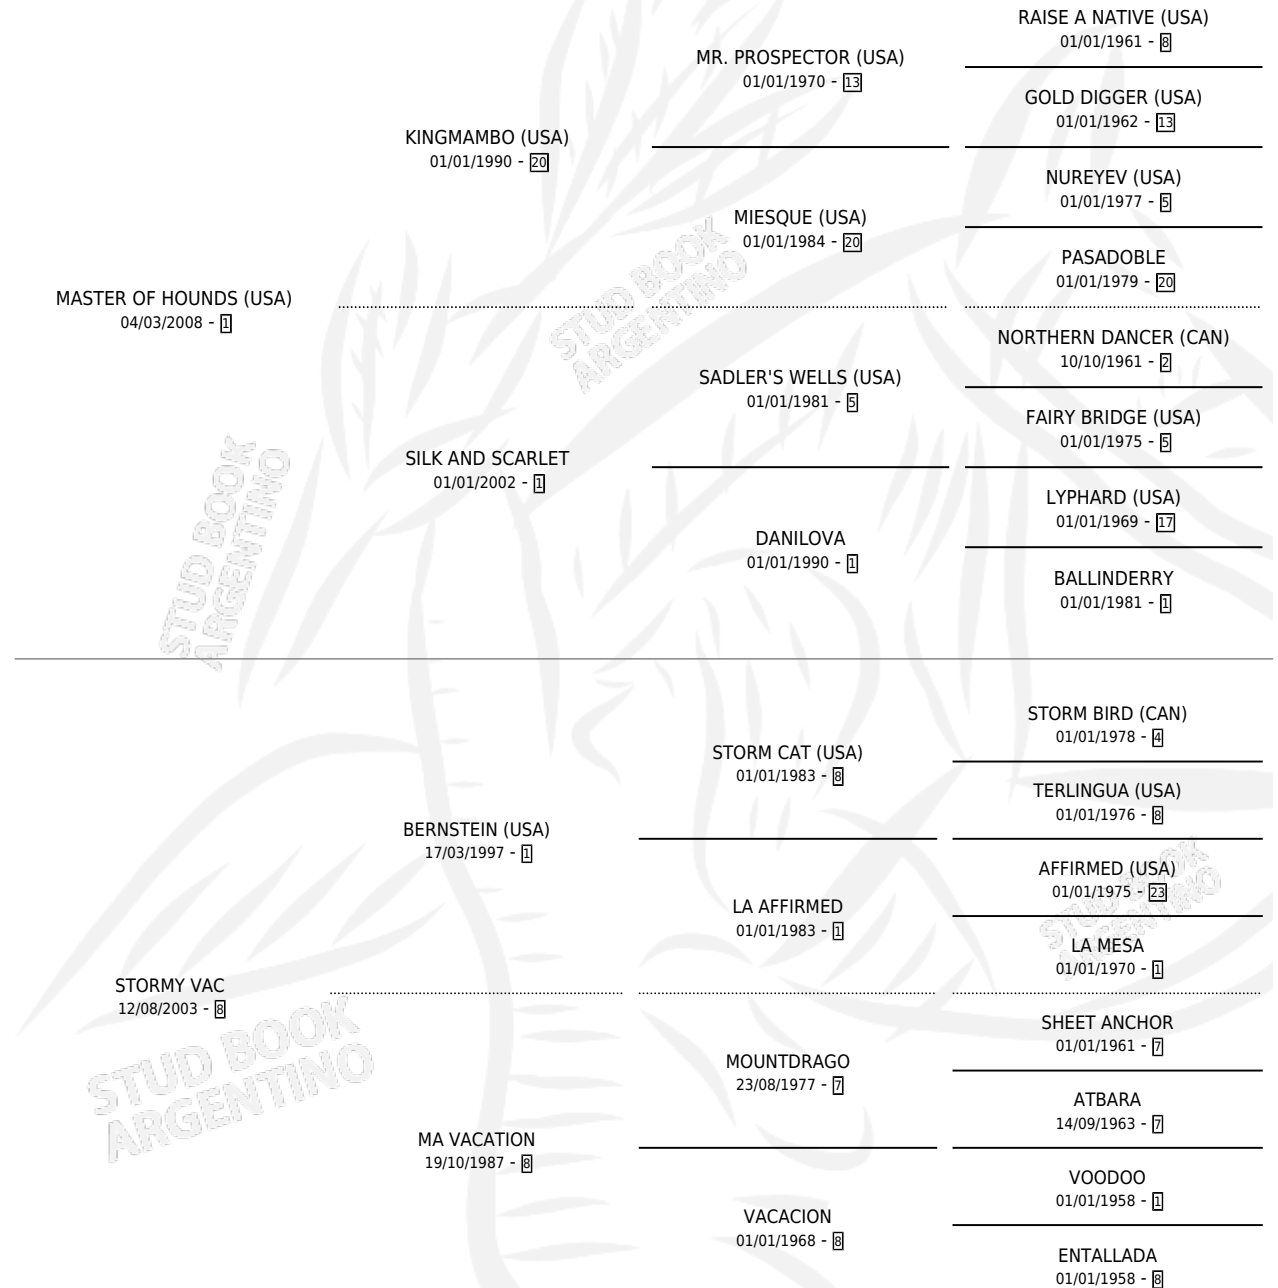 RAISE A NATIVE (USA)
01/01/1961 - 8
MR. PROSPECTOR (USA)
01/01/1970 - 13
GOLD DIGGER (USA)
01/01/1962 - 13
KINGMAMBO (USA)
01/01/1990 - 20
NUREYEV (USA)
01/01/1977 - 5
MIESQUE (USA)
01/01/1984 - 20
PASADOBLE
01/01/1979 - 20
MASTER OF HOUNDS (USA)
04/03/2008 - 1
NORTHERN DANCER (CAN)
10/10/1961 - 2
SADLER'S WELLS (USA)
01/01/1981 - 5
FAIRY BRIDGE (USA)
01/01/1975 - 5
SILK AND SCARLET
01/01/2002 - 1
LYPHARD (USA)
01/01/1969 - 17
DANILOVA
01/01/1990 - 1
BALLINDERRY
01/01/1981 - 1
STORM BIRD (CAN)
01/01/1978 - 4
STORM CAT (USA)
01/01/1983 - 8
TERLINGUA (USA)
01/01/1976 - 8
BERNSTEIN (USA)
17/03/1997 - 1
AFFIRMED (USA)
01/01/1975 - 23
LA AFFIRMED
01/01/1983 - 1
LA MESA
01/01/1970 - 1
STORMY VAC
12/08/2003 - 8
SHEET ANCHOR
01/01/1961 - 7
MOUNTDRAGO
23/08/1977 - 7
ATBARA
14/09/1963 - 7
MA VACATION
19/10/1987 - 8
VOODOO
01/01/1958 - 1
VACACION
01/01/1968 - 8
ENTALLADA
01/01/1958 - 8
STUD BOOK
ARGENTINO
STUD BOOK
ARGENTINO
STUD BOOK
ARGENTINO
STUD BOOK
ARGENTINO